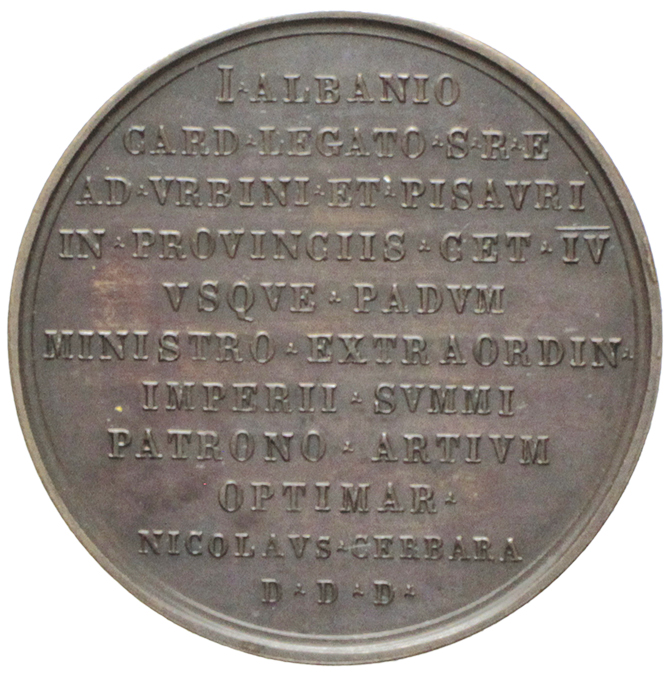 I·ALBANIO
CARD·LEGATO·S·R·E
AD·VRBINI·ET·PISAVRI
IN·PROVINCIIS·CET·I̅V̅
VSQVE·PADVM
MINISTRO·EXTRAORDIN·
IMPERII·SVMMI
PATRONO·ARTIVM
OPTIMAR·
NICOLAVS·CERBARA
D·D·D·